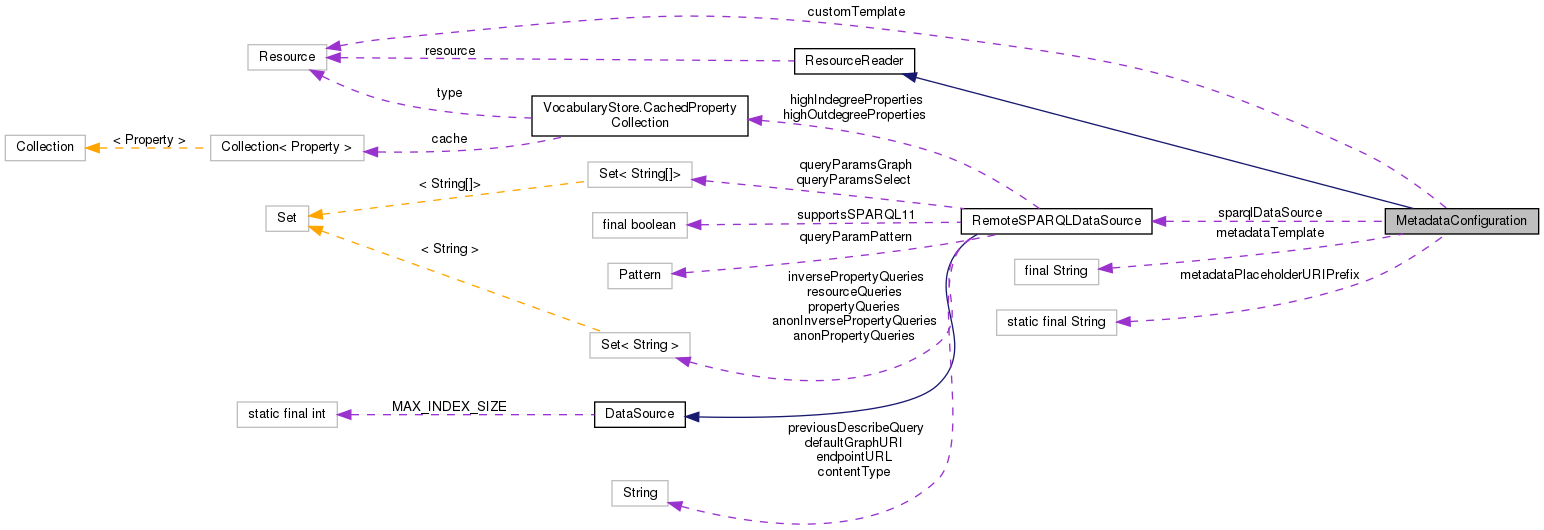 customTemplate
Resource
resource
ResourceReader
type
VocabularyStore.CachedProperty
Collection
highIndegreeProperties
highOutdegreeProperties
Collection
< Property >
Collection< Property >
cache
< String[]>
Set< String[]>
queryParamsGraph
queryParamsSelect
Set
final boolean
supportsSPARQL11
RemoteSPARQLDataSource
sparqlDataSource
MetadataConfiguration
queryParamPattern
metadataTemplate
< String >
Pattern
final String
metadataPlaceholderURIPrefix
inversePropertyQueries
resourceQueries
propertyQueries
anonInversePropertyQueries
anonPropertyQueries
static final String
Set< String >
static final int
MAX_INDEX_SIZE
DataSource
previousDescribeQuery
defaultGraphURI
endpointURL
contentType
String